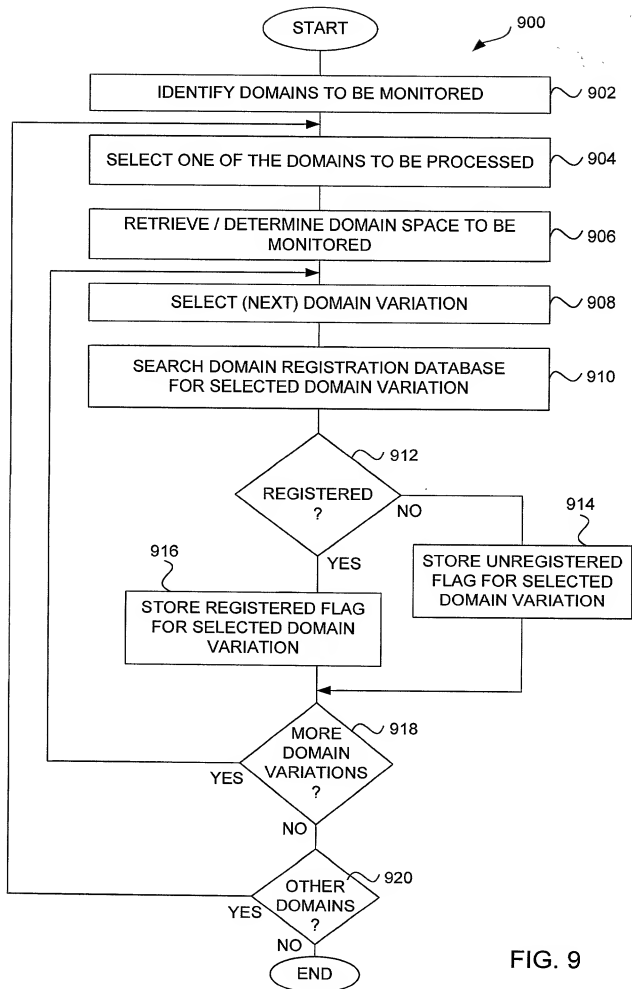 START
900
IDENTIFY DOMAINS TO BE MONITORED
902
SELECT ONE OF THE DOMAINS TO BE PROCESSED
904
RETRIEVE / DETERMINE DOMAIN SPACE TO BE
MONITORED
906
SELECT (NEXT) DOMAIN VARIATION
908
SEARCH DOMAIN REGISTRATION DATABASE
FOR SELECTED DOMAIN VARIATION
910
912
REGISTERED
?
NO
YES
914
STORE UNREGISTERED
FLAG FOR SELECTED
DOMAIN VARIATION
916
STORE REGISTERED FLAG
FOR SELECTED DOMAIN
VARIATION
918
MORE
DOMAIN
VARIATIONS
?
YES
NO
920
OTHER
DOMAINS
?
YES
NO
END
FIG. 9